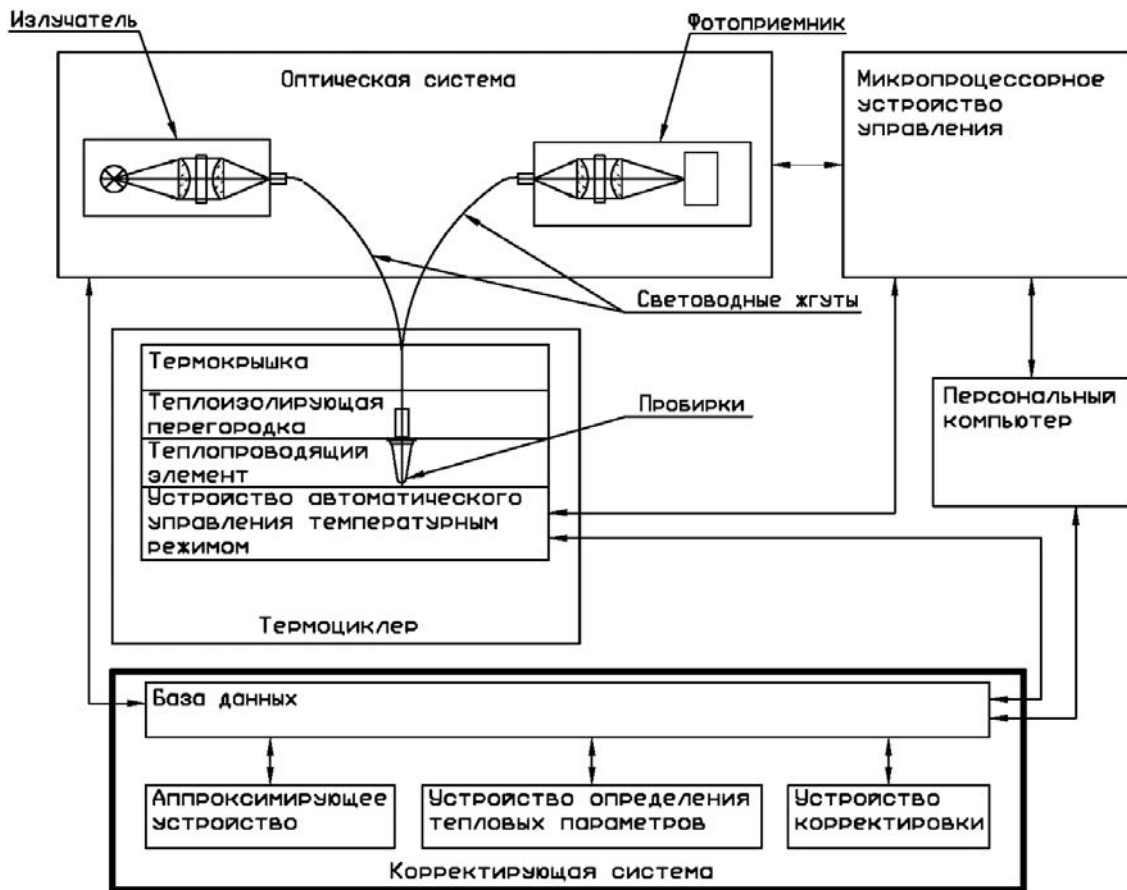 Излучатель
Фотоприемник
Оптическая система
Микропроцессорное
устройство
управления
Световодные жгуты
Термокрышка
Теплоизолирующая
перегородка
Пробирки
Персональный
компьютер
Теплопроводящий
элемент
Устройство автоматического
управления температурным
режимом
Термоциклер
База данных
Аппроксимирующее
устройство
Устройство определения
тепловых параметров
Устройство
корректировки
Корректирующая система